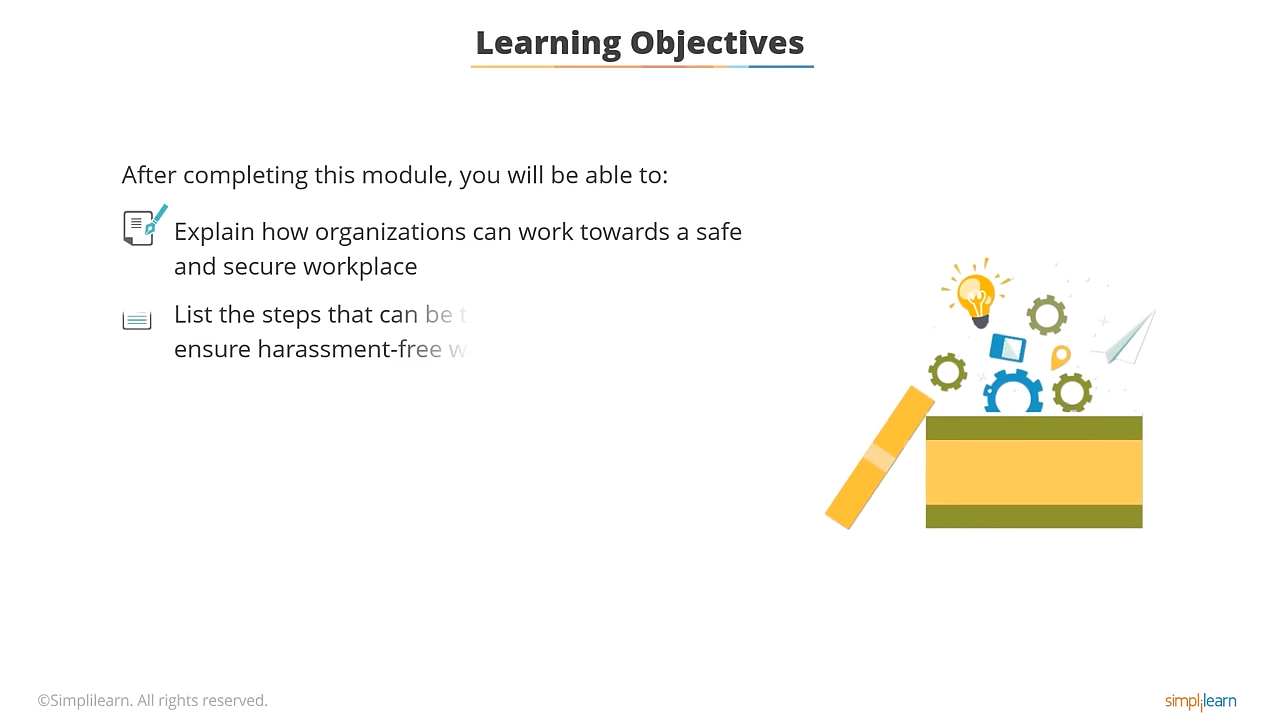 Learning Objectives
After completing this module, you will be able to:
Explain how organizations can work towards a safe
and secure workplace
List the steps that can be
ensure harassment-free
©Simplilearn. All rights reserved.
simplilearn